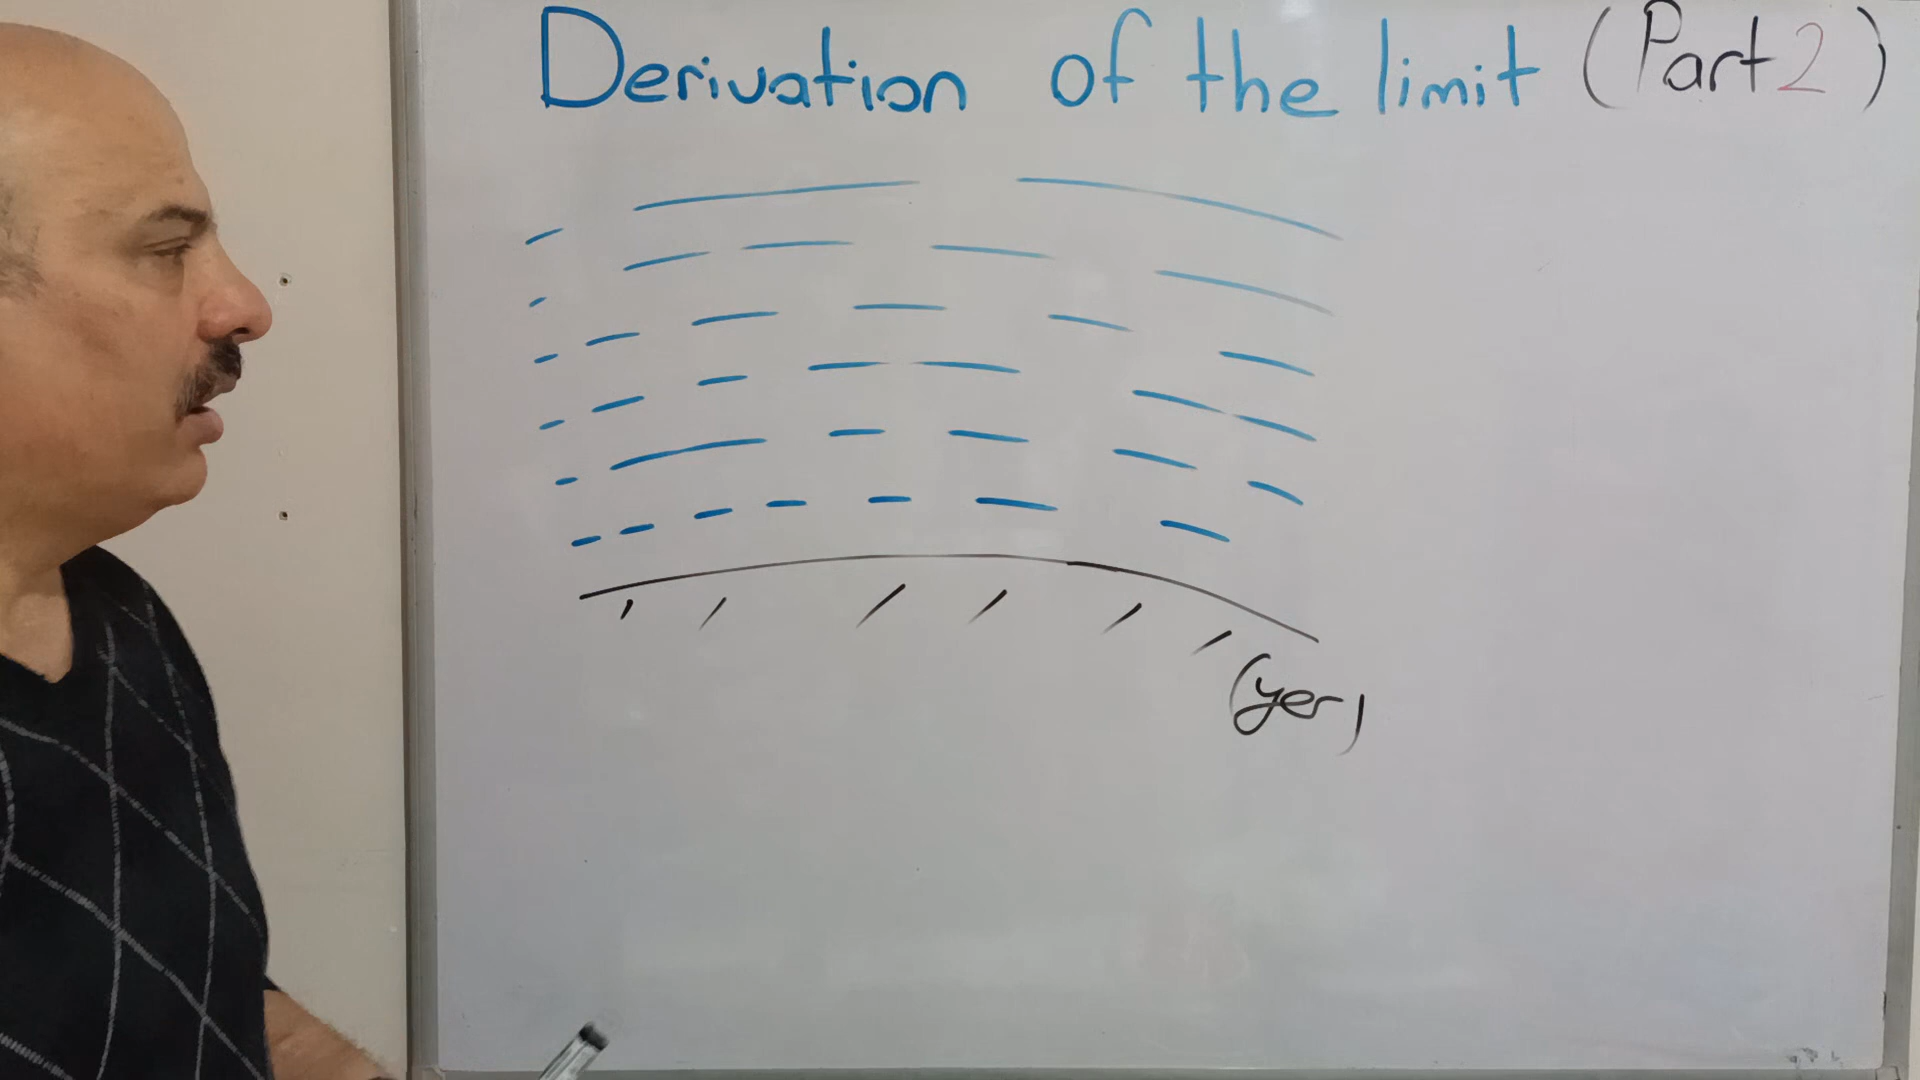 Derivation of the limit (Part 2)
(yer)